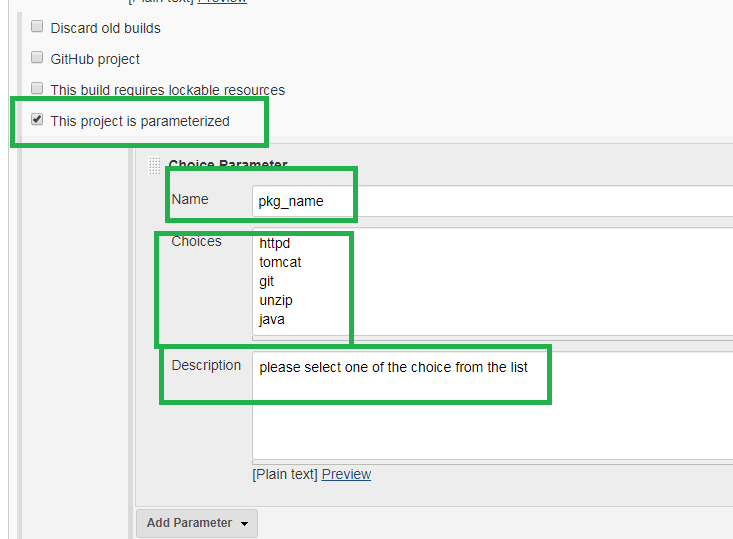 [Plain text] Preview
Discard old builds
GitHub project
This build requires lockable resources
This project is parameterized
Choice Parameter
Name
pkg_name
Choices
httpd
tomcat
git
unzip
java
Description
please select one of the choice from the list
[Plain text] Preview
Add Parameter